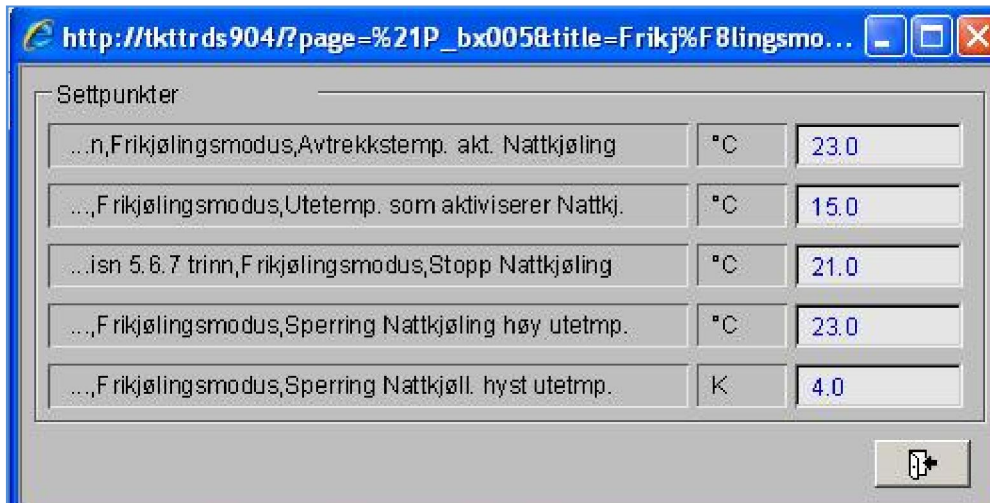 http://tkttrds904/?page=%21P_bx005&title=Frikj%F8lingsmo...
Settpunkter
...n,Frikjølingsmodus,Avtrekkstemp. akt. Nattkjøling °C 23.0
...,Frikjølingsmodus,Utetemp. som aktiviserer Nattkj. °C 15.0
...isn 5.6.7 trinn,Frikjølingsmodus,Stopp Nattkjøling °C 21.0
...,Frikjølingsmodus,Sperring Nattkjøling høy utetmp. °C 23.0
...,Frikjølingsmodus,Sperring Nattkjøll. hyst utetmp. K 4.0